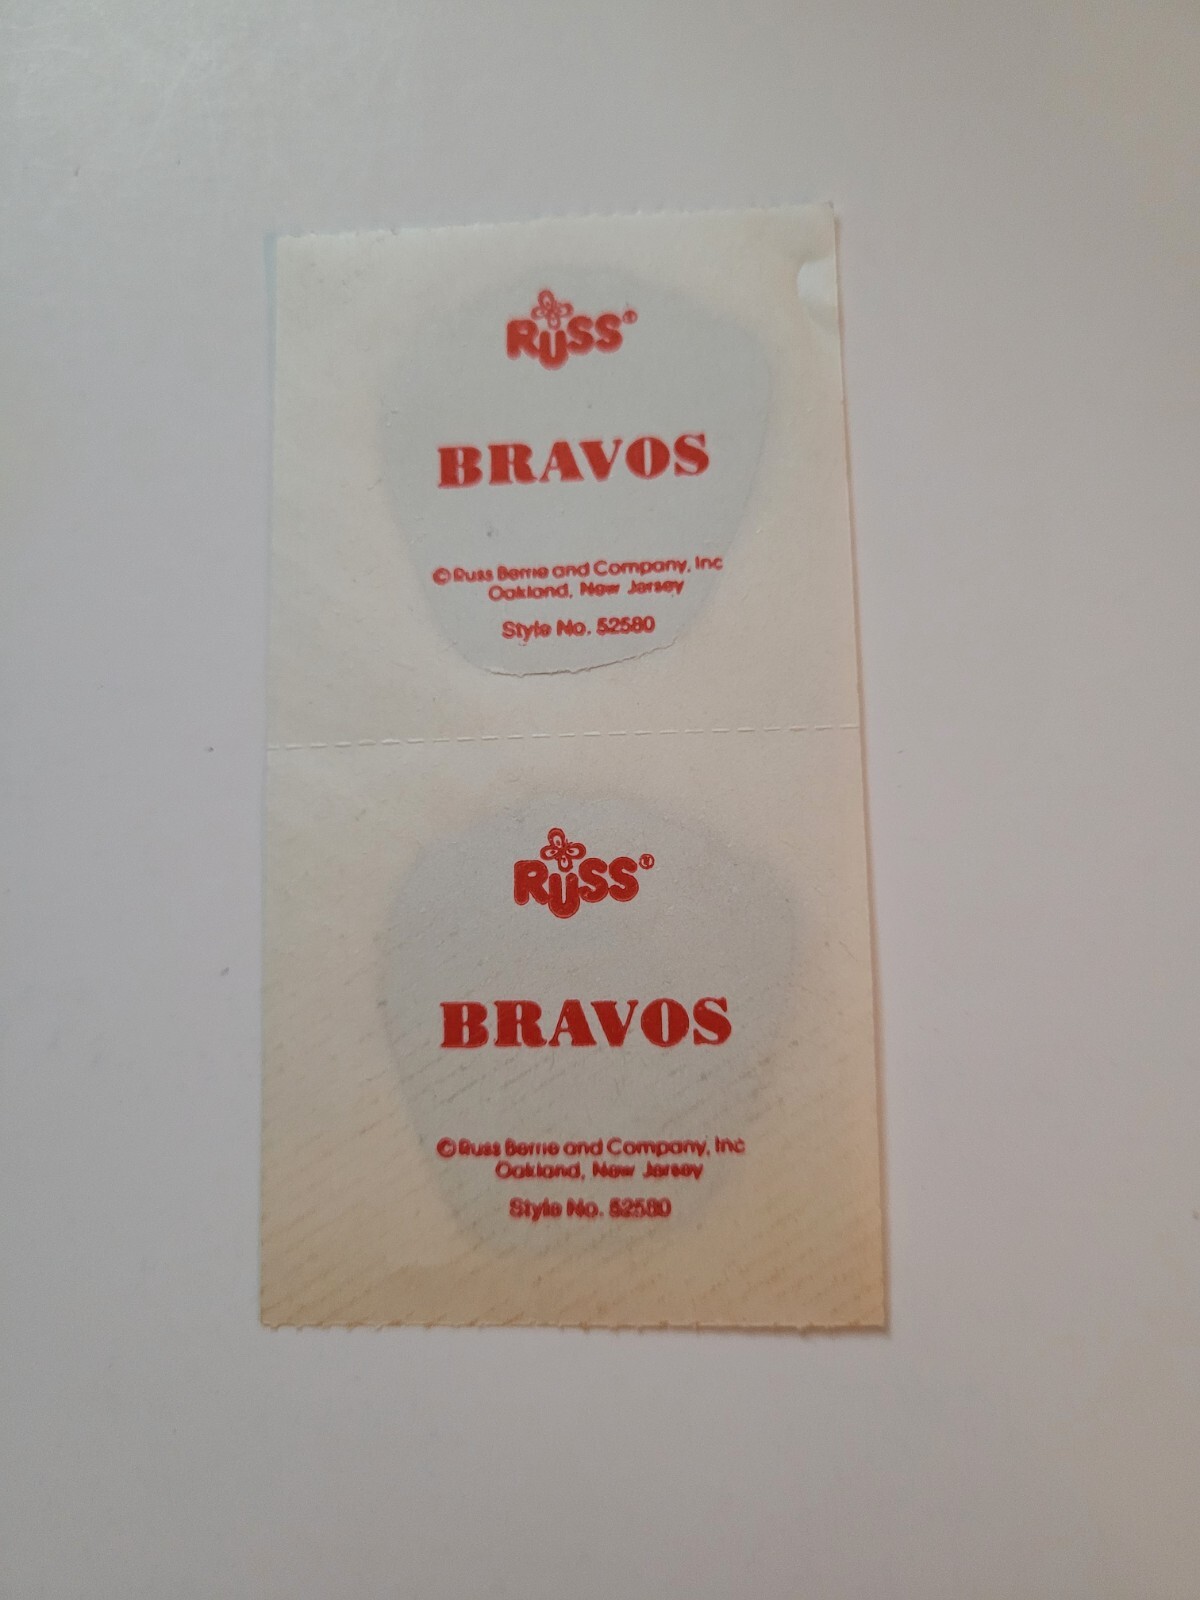 RUSS®
BRAVOS
© Russ Berrie and Company, Inc
Oakland, New Jersey
Style No. 52580
RUSS®
BRAVOS
© Russ Berrie and Company, Inc
Oakland, New Jersey
Style No. 52580